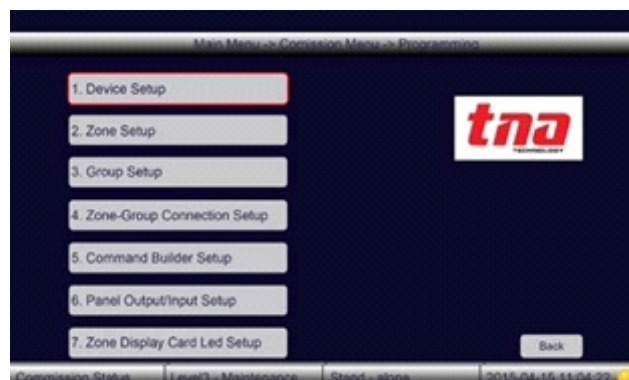 Main Menu -> Comission Menu -> Programming
1. Device Setup
2. Zone Setup
3. Group Setup
4. Zone-Group Connection Setup
5. Command Builder Setup
6. Panel Output/Input Setup
7. Zone Display Card Led Setup
tna
TECHNOLOGY
Back
Commission Status Level3 - Maintenance Stand - alone 2015-04-15 11:04:22